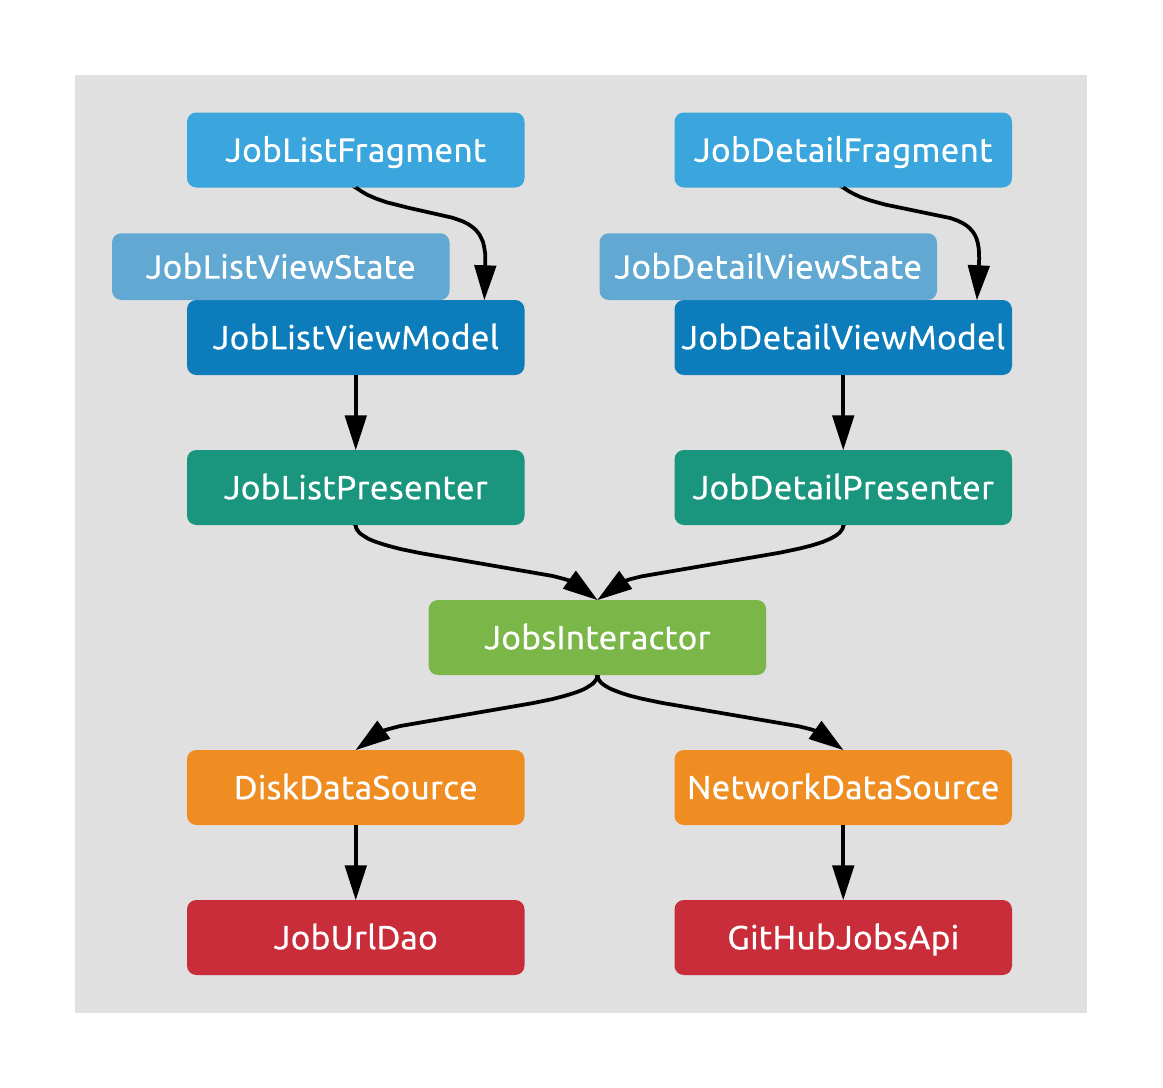 JobListFragment
JobDetailFragment
JobListViewState
JobDetailViewState
JobListViewModel
JobDetailViewModel
JobListPresenter
JobDetailPresenter
JobsInteractor
DiskDataSource
NetworkDataSource
JobUrlDao
GitHubJobsApi